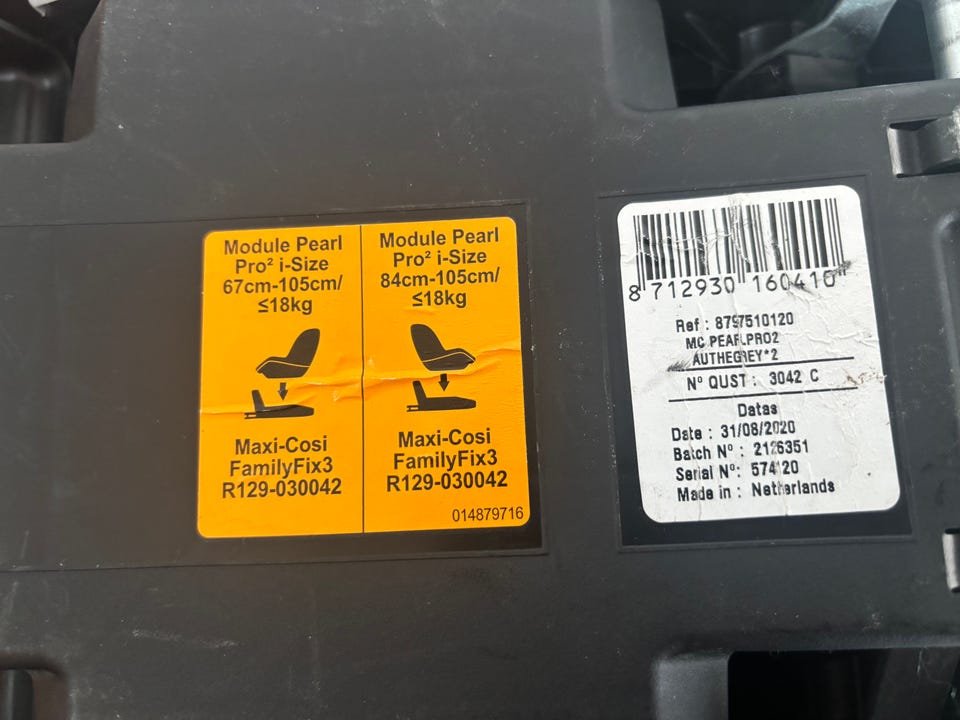 Module Pearl
Pro² i-Size
67cm-105cm/
≤18kg
Maxi-Cosi
FamilyFix3
R129-030042
Module Pearl
Pro² i-Size
84cm-105cm/
≤18kg
Maxi-Cosi
FamilyFix3
R129-030042
014879716
8 712930 160410
Ref : 8797510120
MC PEARLPRO2
AUTHEGREY*2
N° QUST : 3042 C
Datas
Date : 31/08/2020
Batch N° : 2126351
Serial N°:
Made in : Netherlands